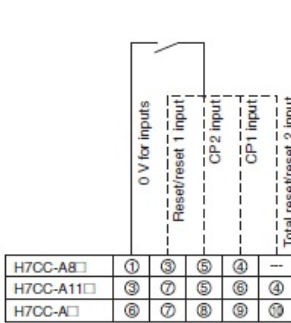 0 V for inputs
Reset/reset 1 input
CP2 input
CP1 input
Total reset/reset 2 input
H7CC-A8□ ① ③ ⑤ ④ —
H7CC-A11□ ③ ⑦ ⑤ ⑥ ④
H7CC-A□ ⑥ ⑦ ⑧ ⑨ ⑩